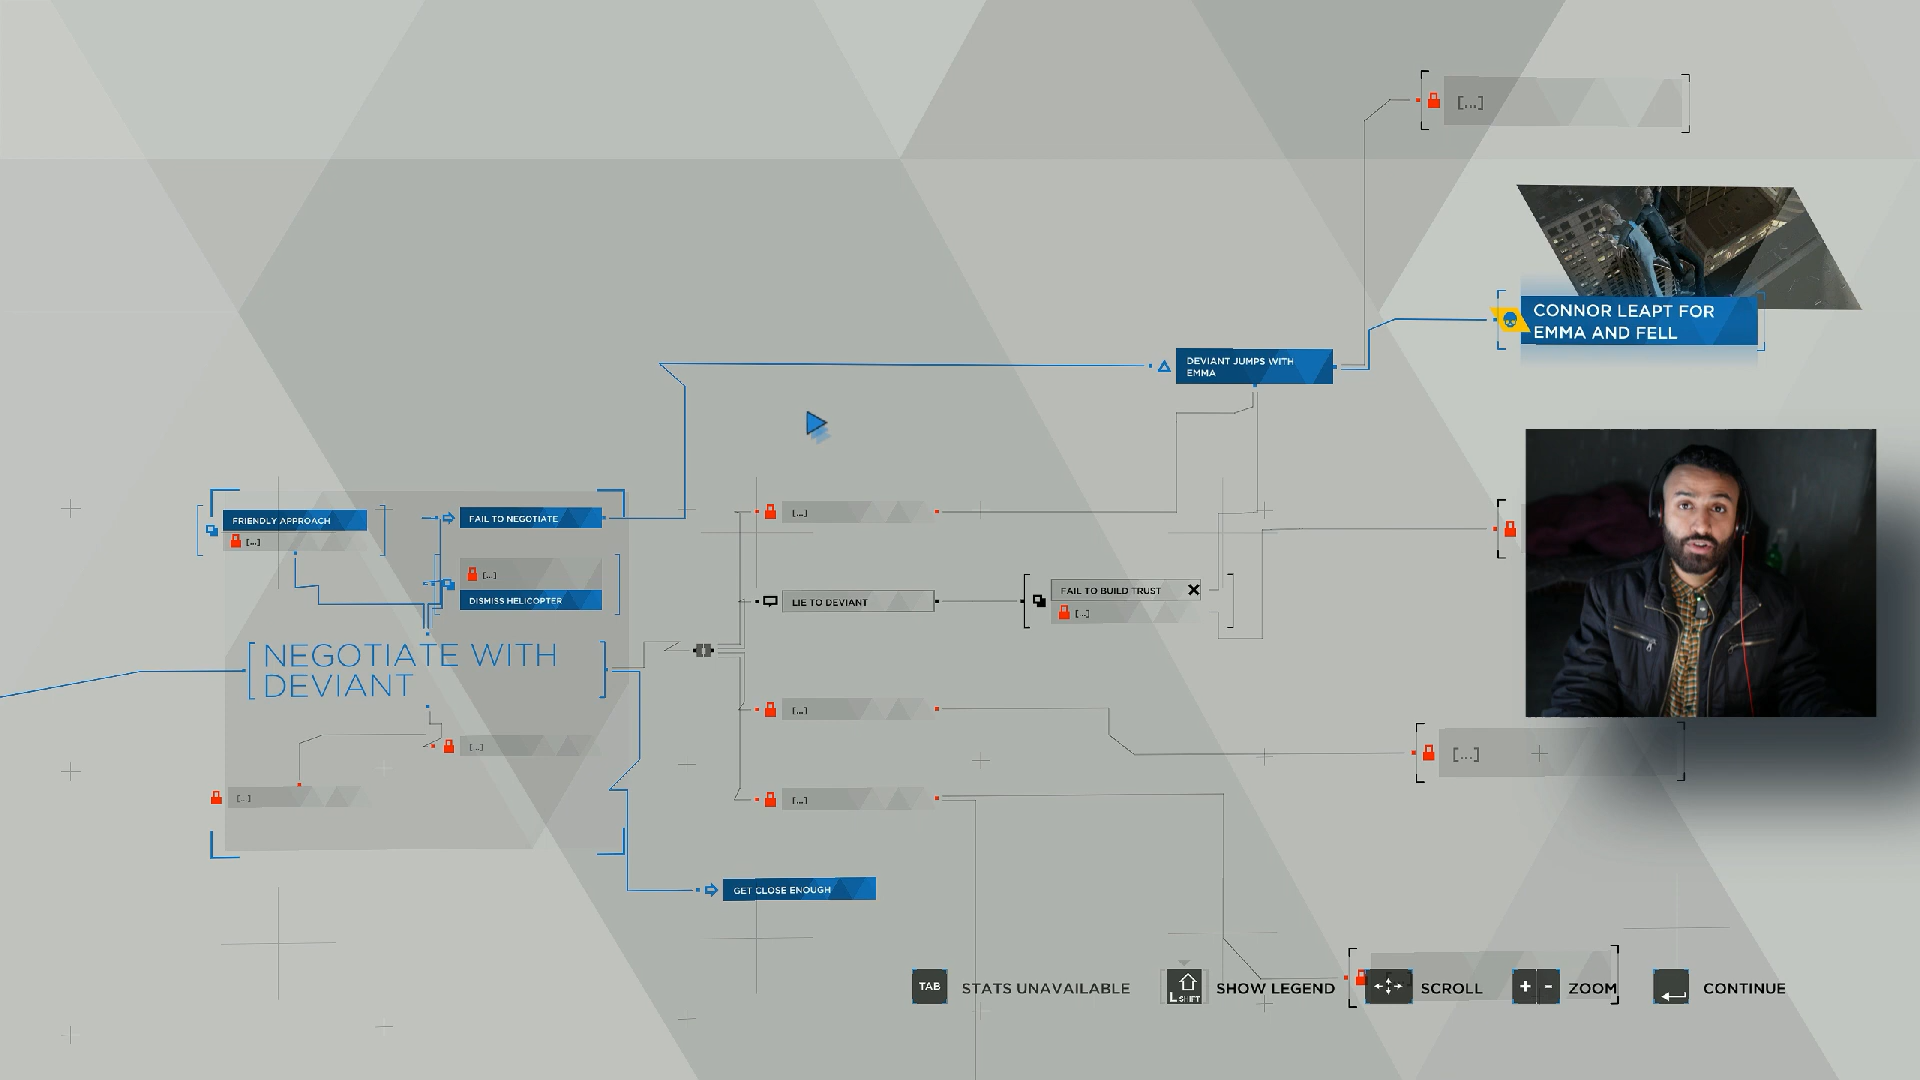 [...]
CONNOR LEAPT FOR
EMMA AND FELL
DEVIANT JUMPS WITH
EMMA
FRIENDLY APPROACH
[...]
FAIL TO NEGOTIATE
[...]
DISMISS HELICOPTER
NEGOTIATE WITH
DEVIANT
[...]
[...]
[...]
LIE TO DEVIANT
FAIL TO BUILD TRUST
[...]
[...]
[...]
[...]
GET CLOSE ENOUGH
TAB STATS UNAVAILABLE
L SHIFT SHOW LEGEND
SCROLL
+ - ZOOM
CONTINUE